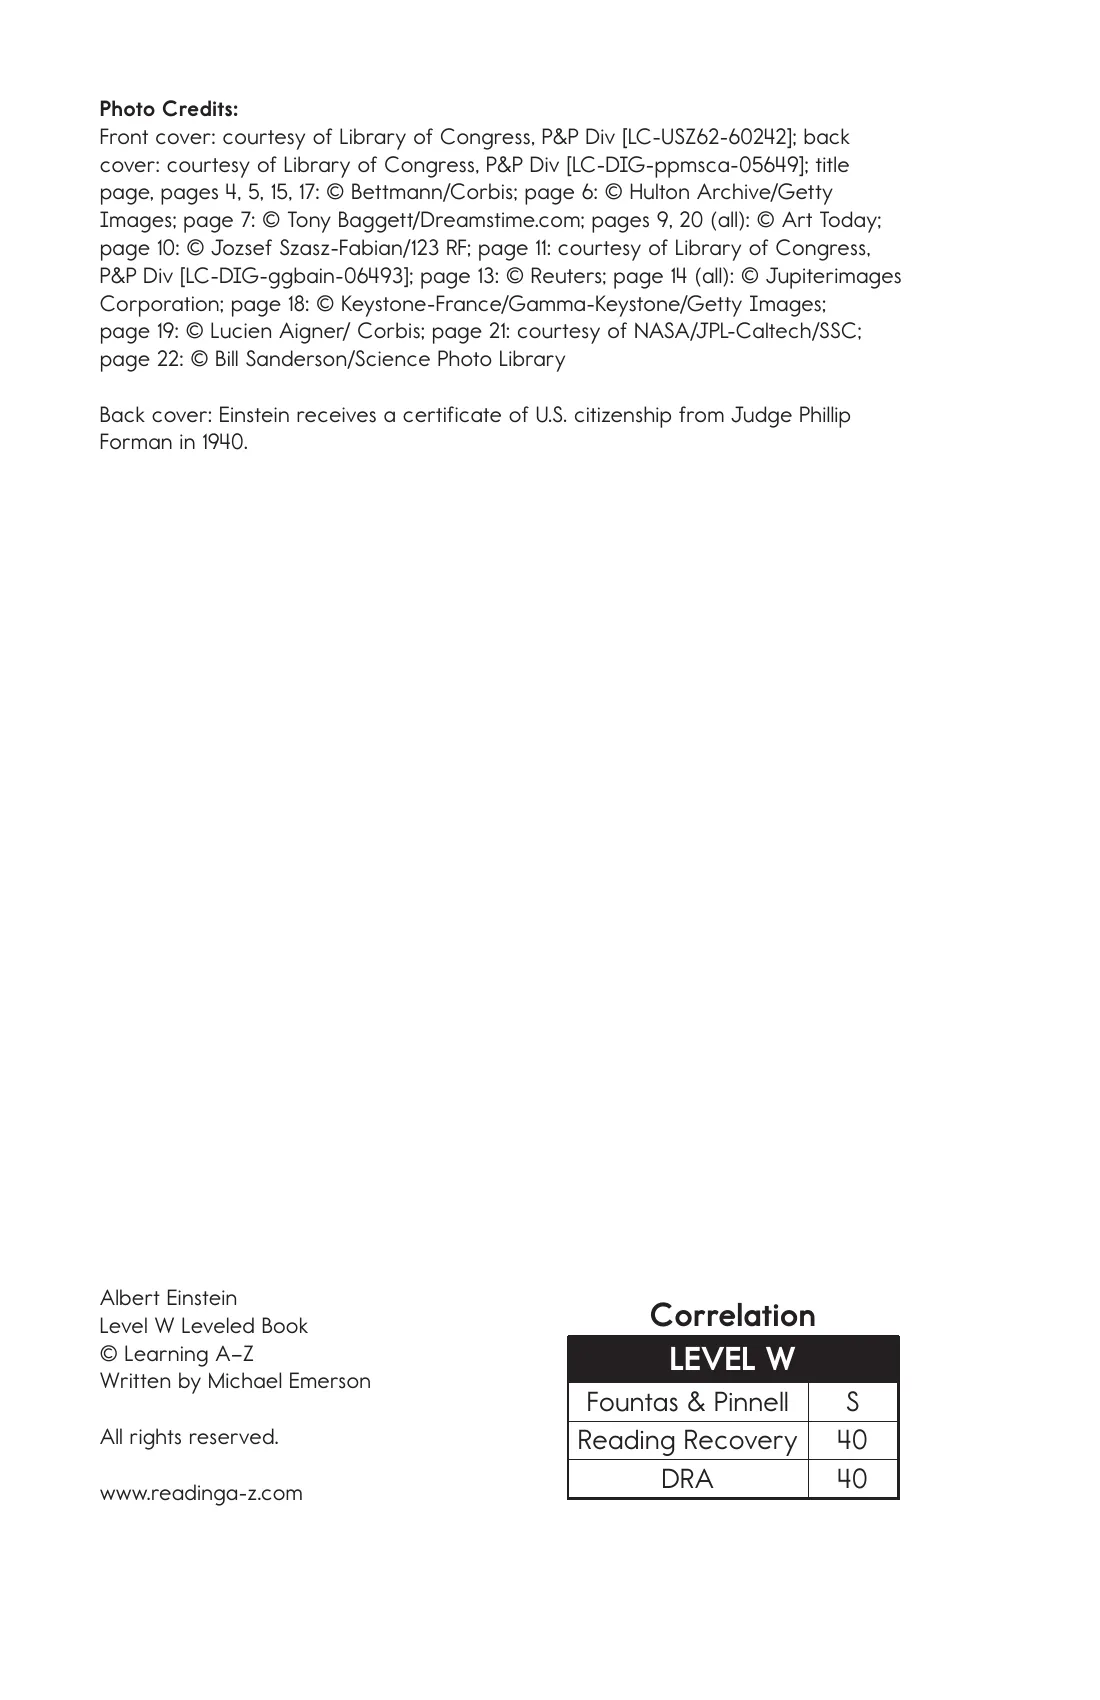 Photo Credits:
Front cover: courtesy of Library of Congress, P&P Div [LC-USZ62-60242]; back
cover: courtesy of Library of Congress, P&P Div [LC-DIG-ppmsca-05649]; title
page, pages 4, 5, 15, 17: © Bettmann/Corbis; page 6: © Hulton Archive/Getty
Images; page 7: © Tony Baggett/Dreamstime.com; pages 9, 20 (all): © Art Today;
page 10: © Jozsef Szasz-Fabian/123 RF; page 11: courtesy of Library of Congress,
P&P Div [LC-DIG-ggbain-06493]; page 13: © Reuters; page 14 (all): © Jupiterimages
Corporation; page 18: © Keystone-France/Gamma-Keystone/Getty Images;
page 19: © Lucien Aigner/ Corbis; page 21: courtesy of NASA/JPL-Caltech/SSC;
page 22: © Bill Sanderson/Science Photo Library
Back cover: Einstein receives a certificate of U.S. citizenship from Judge Phillip
Forman in 1940.
Albert Einstein
Level W Leveled Book
© Learning A–Z
Written by Michael Emerson
All rights reserved.
www.readinga-z.com
Correlation
LEVEL W
Fountas & Pinnell S
Reading Recovery 40
DRA 40